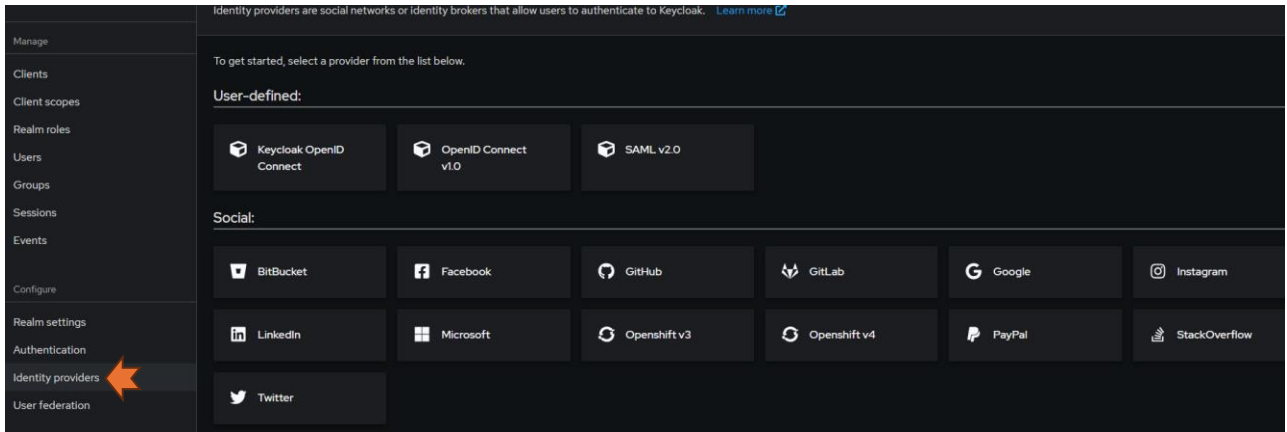 Identity providers are social networks or identity brokers that allow users to authenticate to Keycloak. Learn more
Manage
Clients
Client scopes
Realm roles
Users
Groups
Sessions
Events
Configure
Realm settings
Authentication
Identity providers
User federation
To get started, select a provider from the list below.
User-defined:
Keycloak OpenID
Connect
OpenID Connect
v1.0
SAML v2.0
Social:
BitBucket
Facebook
GitHub
GitLab
Google
Instagram
LinkedIn
Microsoft
Openshift v3
Openshift v4
PayPal
StackOverflow
Twitter